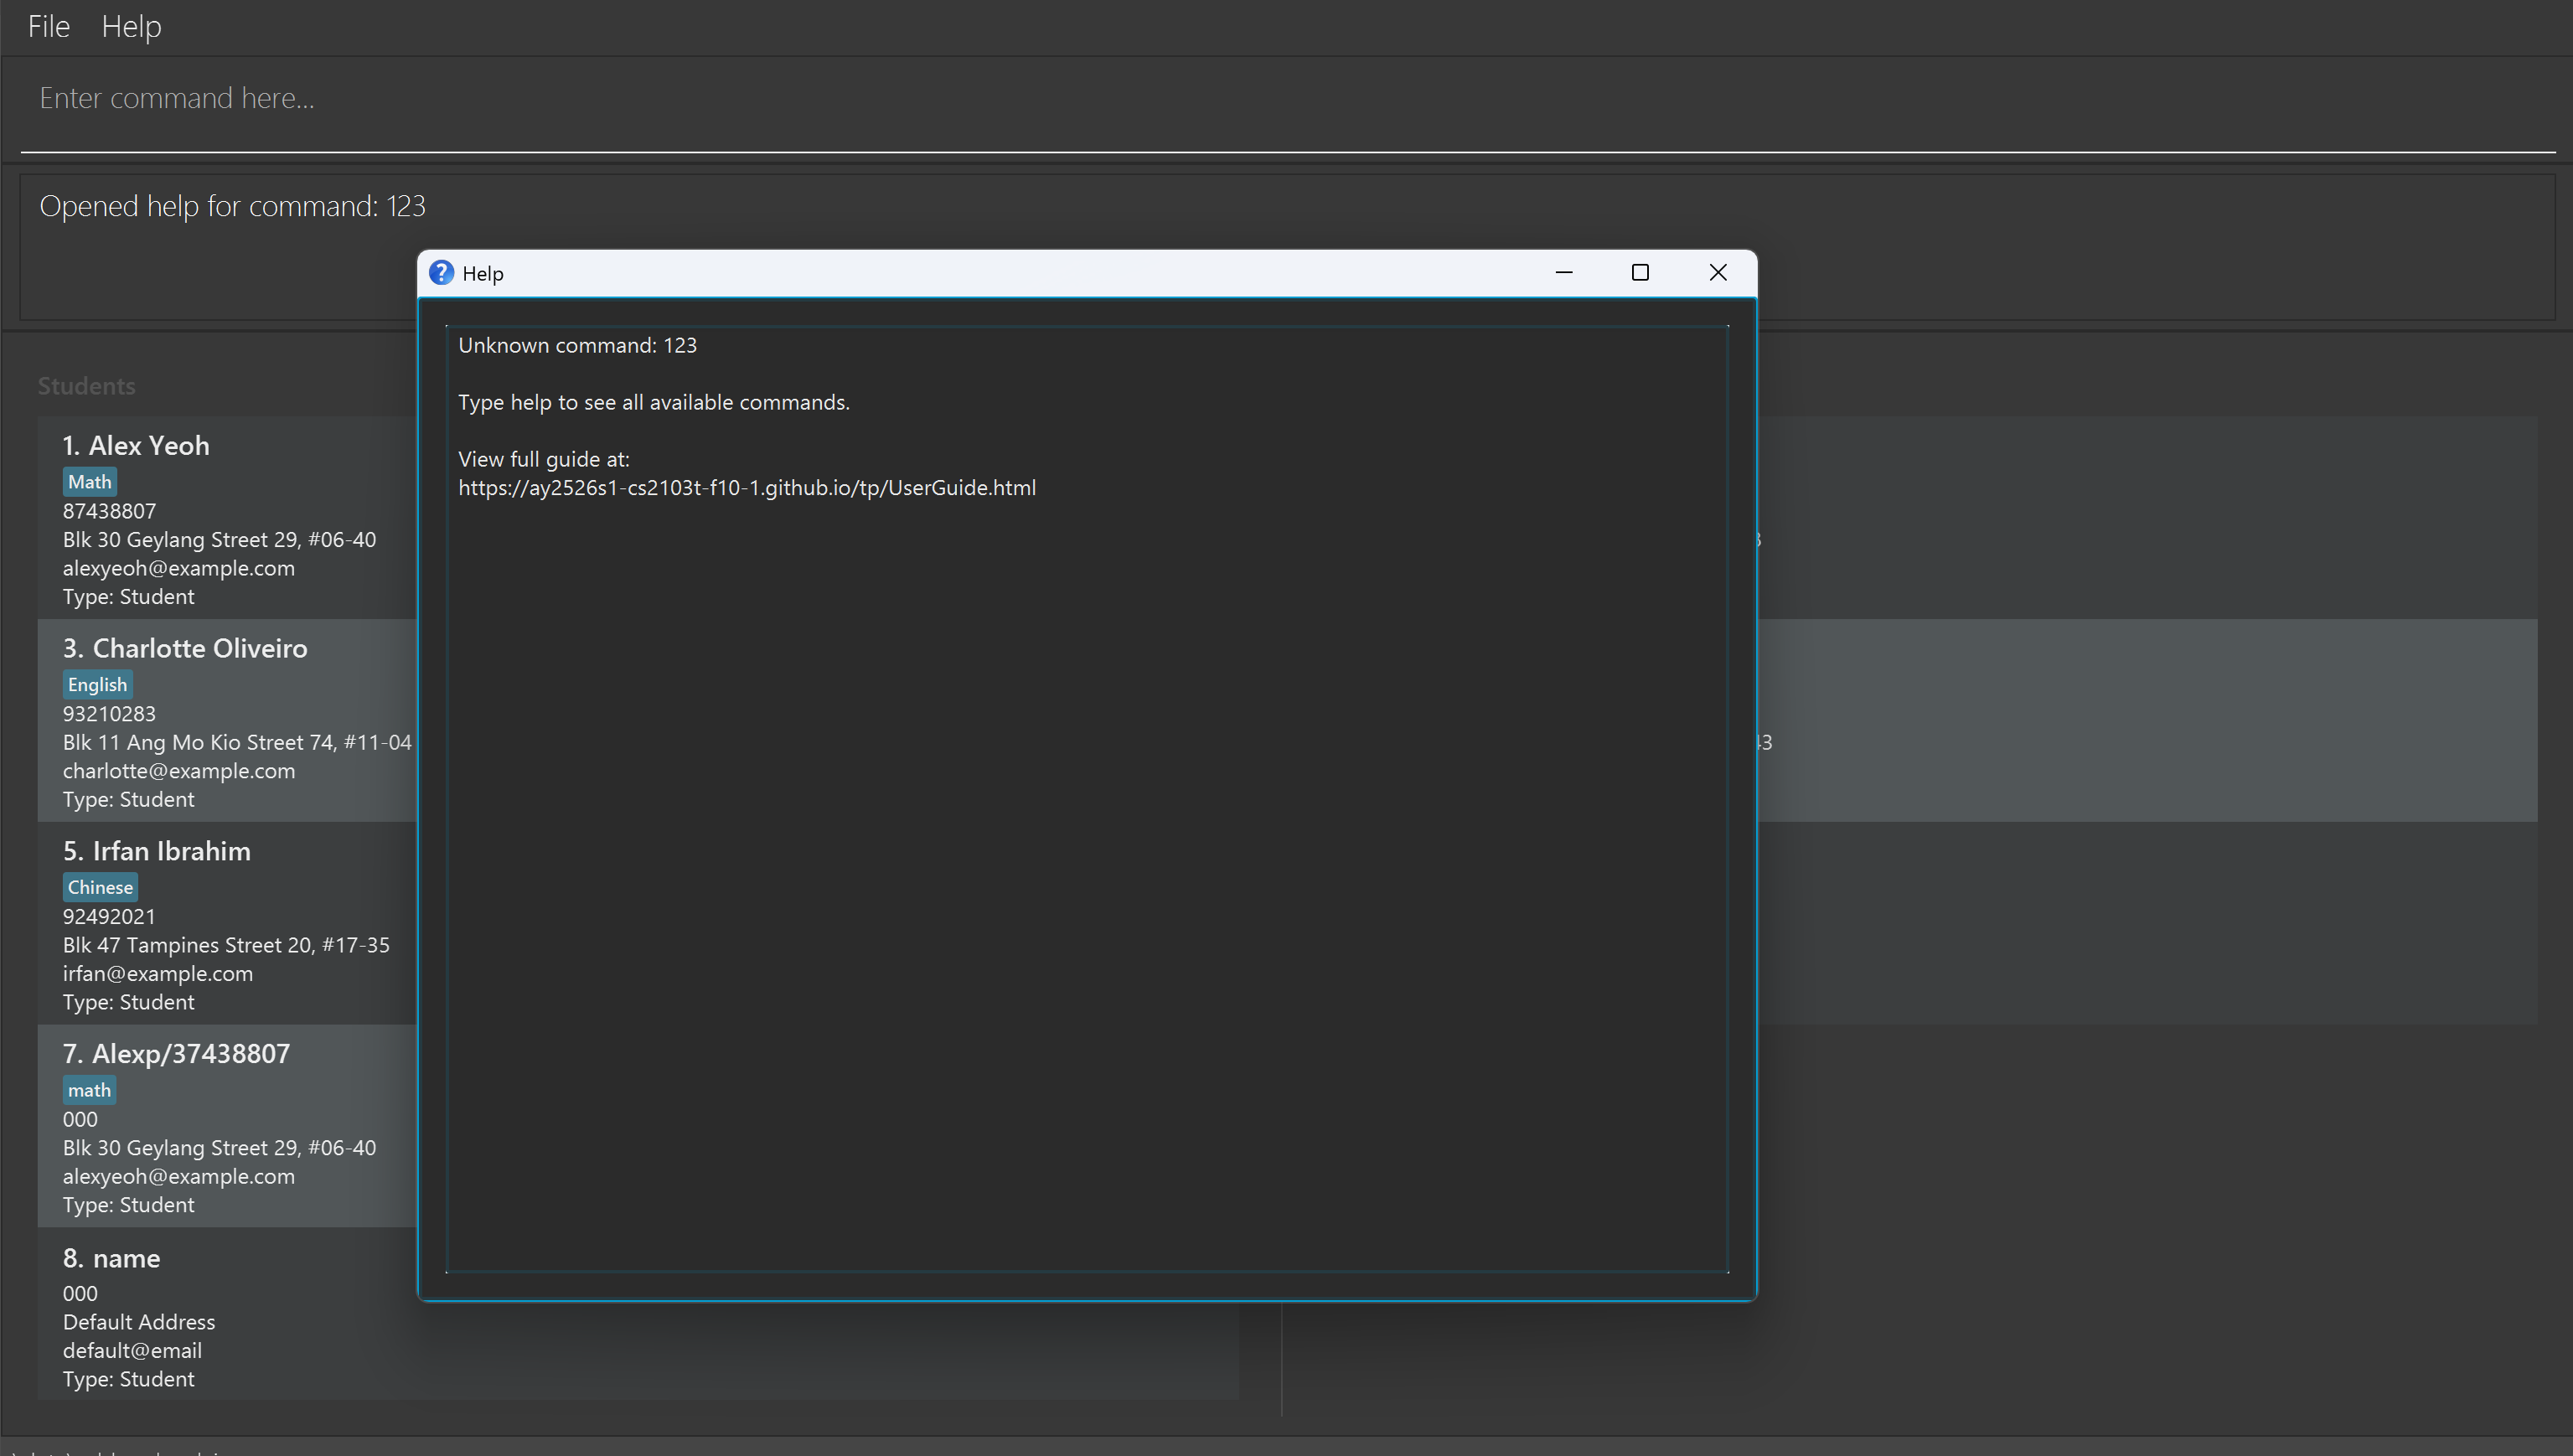 File Help
Enter command here...
Opened help for command: 123
Help
Unknown command: 123
Type help to see all available commands.
View full guide at:
https://ay2526s1-cs2103t-f10-1.github.io/tp/UserGuide.html
Students
1. Alex Yeoh
Math
87438807
Blk 30 Geylang Street 29, #06-40
alexyeoh@example.com
Type: Student
3. Charlotte Oliveiro
English
93210283
Blk 11 Ang Mo Kio Street 74, #11-04
charlotte@example.com
Type: Student
5. Irfan Ibrahim
Chinese
92492021
Blk 47 Tampines Street 20, #17-35
irfan@example.com
Type: Student
7. Alexp/37438807
math
000
Blk 30 Geylang Street 29, #06-40
alexyeoh@example.com
Type: Student
8. name
000
Default Address
default@email
Type: Student